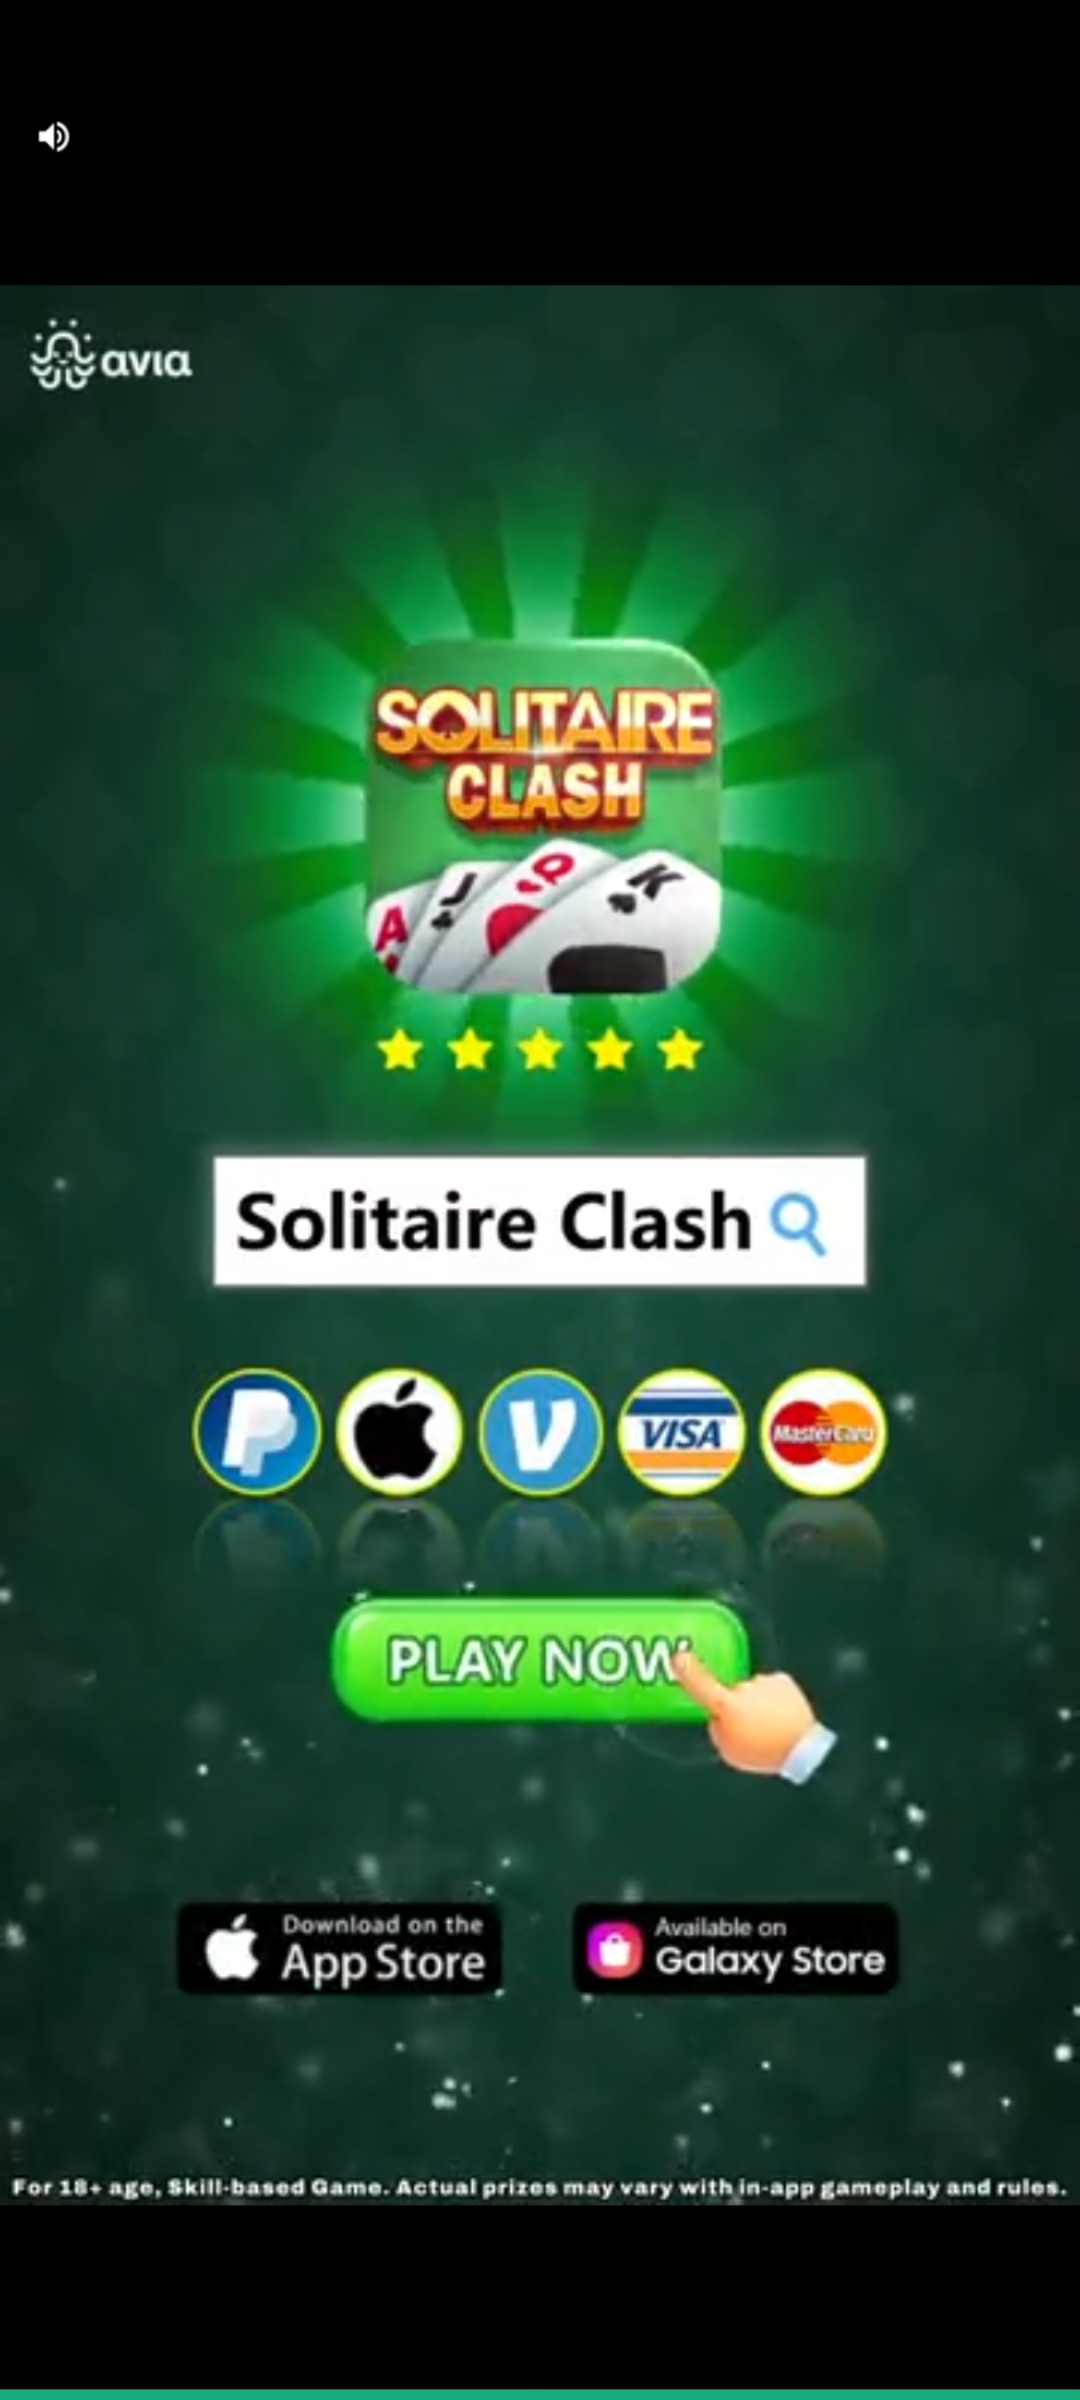 avia
SOLITAIRE
CLASH
A
J
Q
K
Solitaire Clash
P
V
VISA
MasterCard
PLAY NOW
Download on the
App Store
Available on
Galaxy Store
For 18+ age, Skill-based Game. Actual prizes may vary with in-app gameplay and rules.